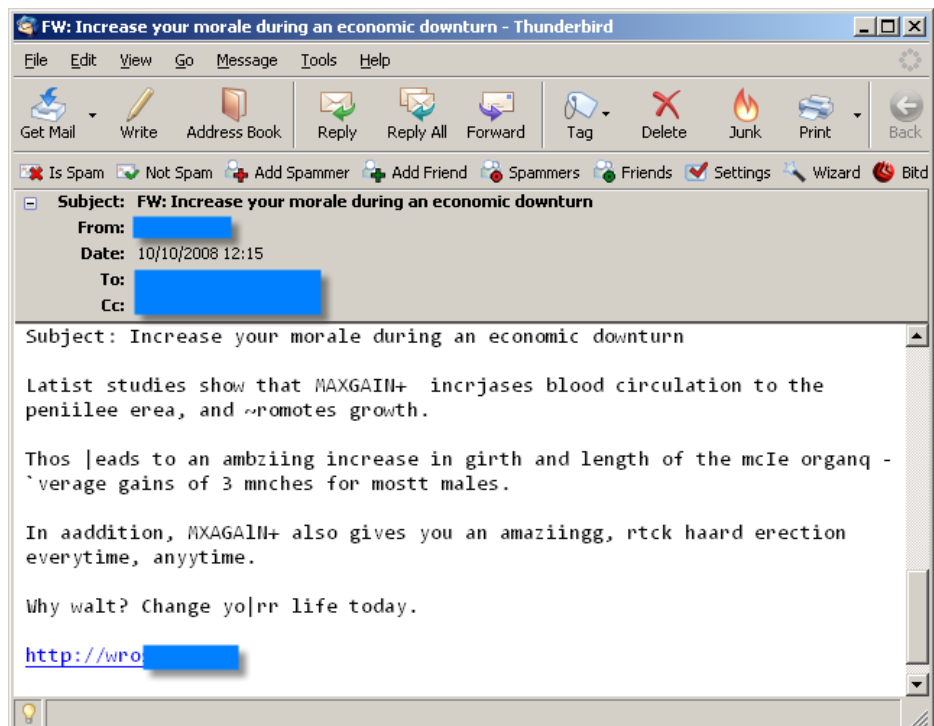 FW: Increase your morale during an economic downturn - Thunderbird
File Edit View Go Message Tools Help
Get Mail Write Address Book Reply Reply All Forward Tag Delete Junk Print Back
Is Spam Not Spam Add Spammer Add Friend Spammers Friends Settings Wizard Bitd
Subject: FW: Increase your morale during an economic downturn
From:
Date: 10/10/2008 12:15
To:
Cc:
Subject: Increase your morale during an economic downturn
Latist studies show that MAXGAIN+ incrjases blood circulation to the
peniilee erea, and ~romotes growth.
Thos |eads to an ambziing increase in girth and length of the mcIe organq -
`verage gains of 3 mnches for mostt males.
In aaddition, MXAGAlN+ also gives you an amaziingg, rtck haard erection
everytime, anyytime.
Why walt? Change yo|rr life today.
http://wro